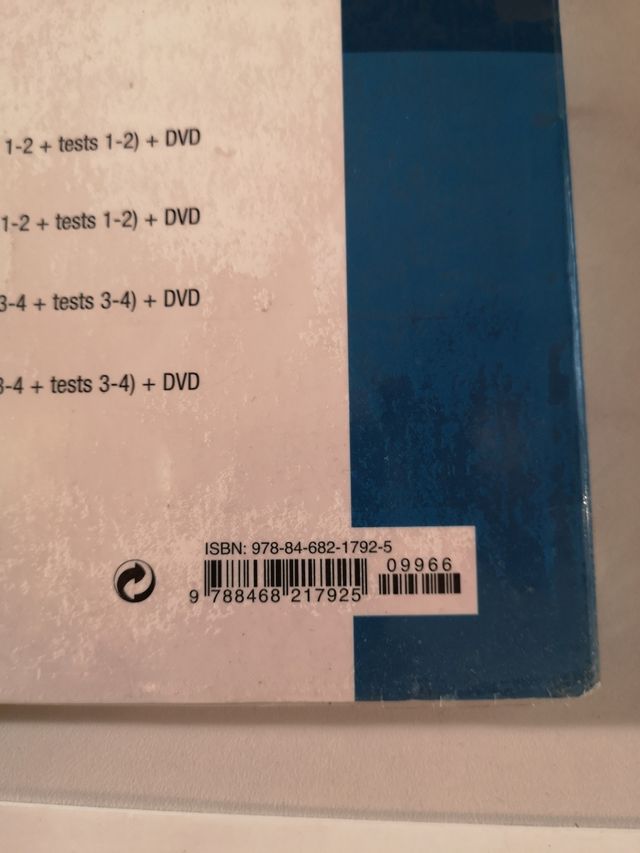 1-2 + tests 1-2) + DVD
1-2 + tests 1-2) + DVD
3-4 + tests 3-4) + DVD
3-4 + tests 3-4) + DVD
ISBN: 978-84-682-1792-5
09966
9 788468 217925